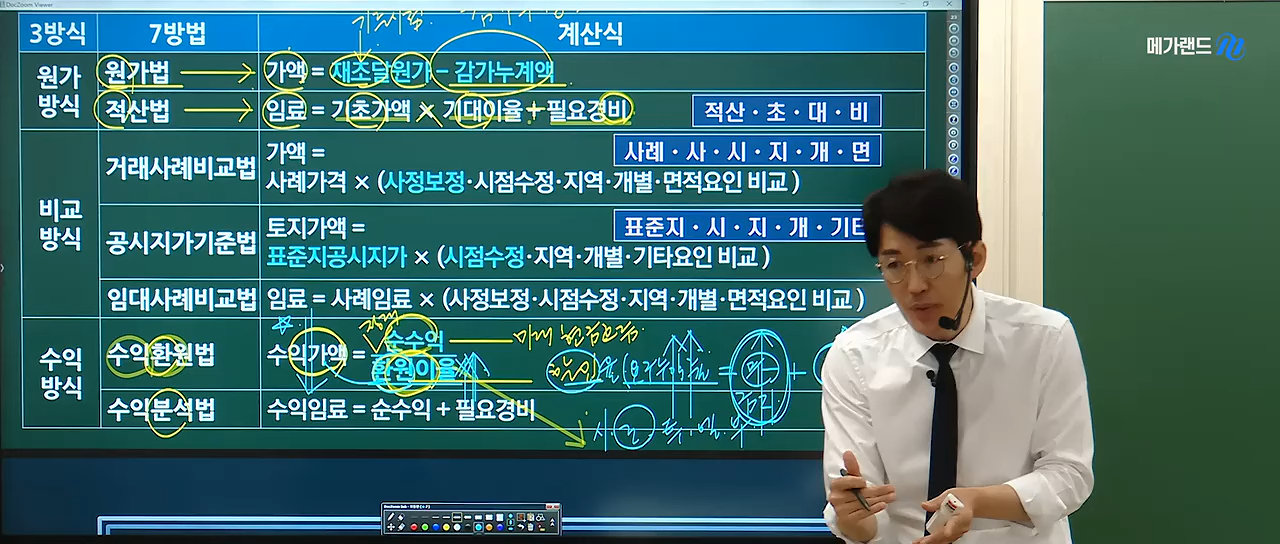 DocZoom Viewer
메가랜드
3방식 7방법 계산식
원가
방식
원가법 가액 = 재조달원가 - 감가누계액
적산법 임료 = 기초가액 × 기대이율 + 필요경비 적산·초·대·비
비교
방식
거래사례비교법 가액 = 사례·사·시·지·개·면
사례가격 × (사정보정·시점수정·지역·개별·면적요인 비교 )
공시지가기준법 토지가액 = 표준지·시·지·개·기타
표준지공시지가 × (시점수정·지역·개별·기타요인 비교 )
임대사례비교법 임료 = 사례임료 × (사정보정·시점수정·지역·개별·면적요인 비교 )
수익
방식
수익환원법 수익가액 = 순수익
환원이율
장래
수익분석법 수익임료 = 순수익 + 필요경비